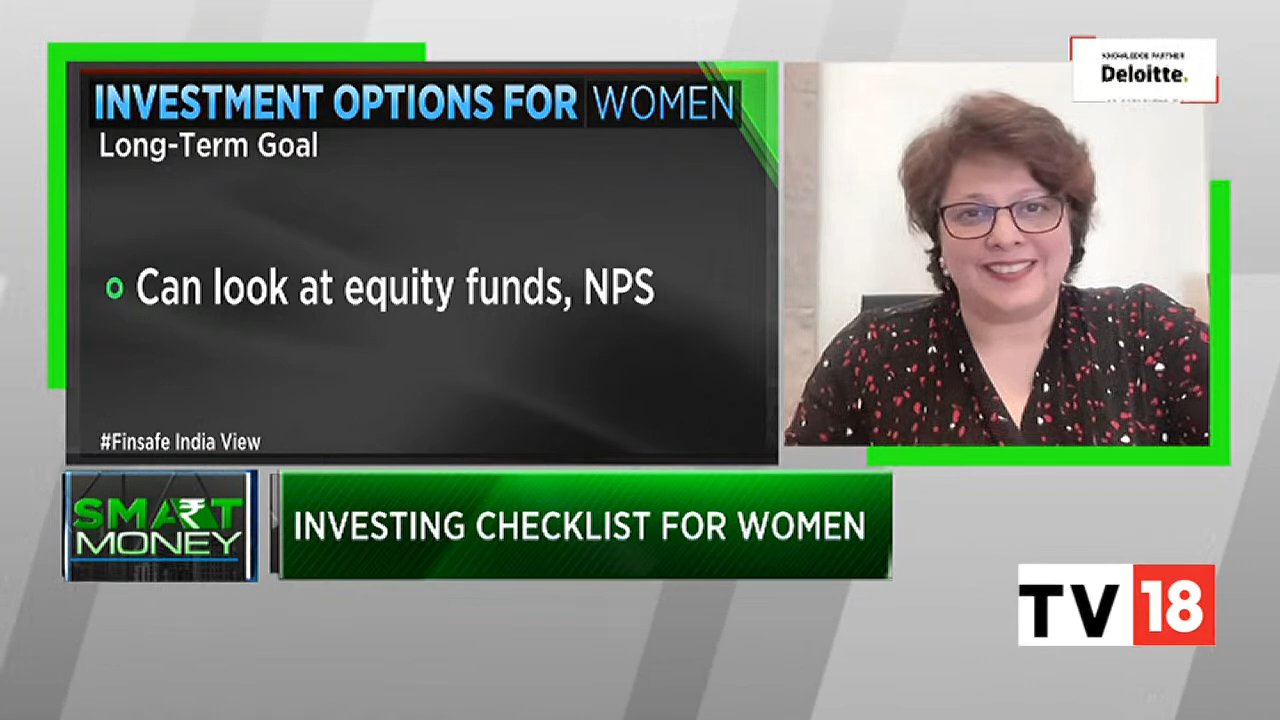 KNOWLEDGE PARTNER
Deloitte.
INVESTMENT OPTIONS FOR WOMEN
Long-Term Goal
Can look at equity funds, NPS
#Finsafe India View
SMART
MONEY
INVESTING CHECKLIST FOR WOMEN
TV18